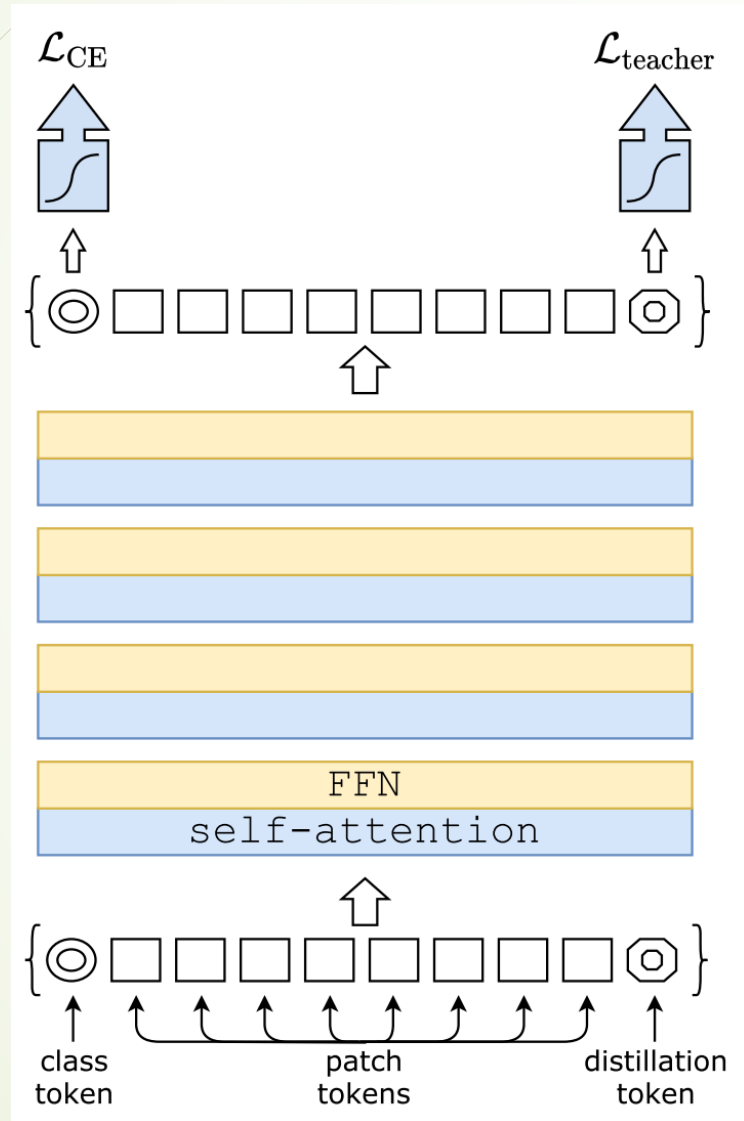 ℒCE
ℒteacher
FFN
self-attention
class
token
patch
tokens
distillation
token